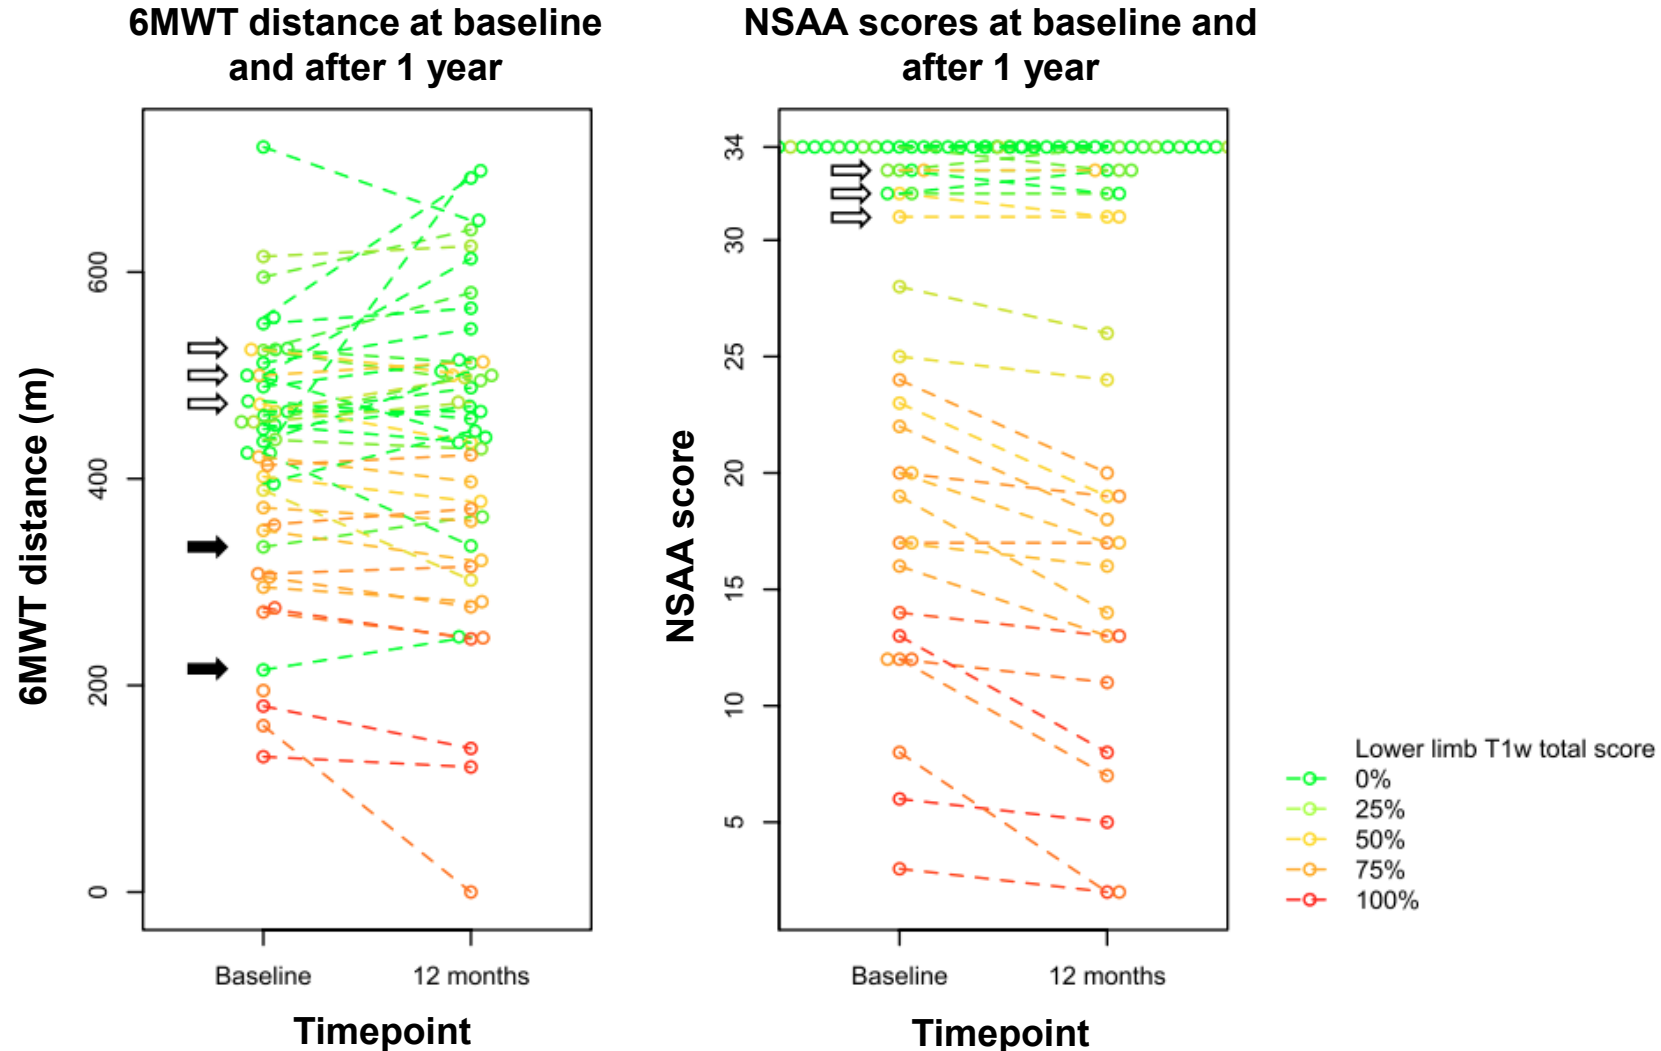 6MWT distance at baseline
and after 1 year
NSAA scores at baseline and
after 1 year
6MWT distance (m)
600
400
200
0
Baseline
12 months
Timepoint
NSAA score
34
30
25
20
15
10
5
Baseline
12 months
Timepoint
Lower limb T1w total score
0%
25%
50%
75%
100%